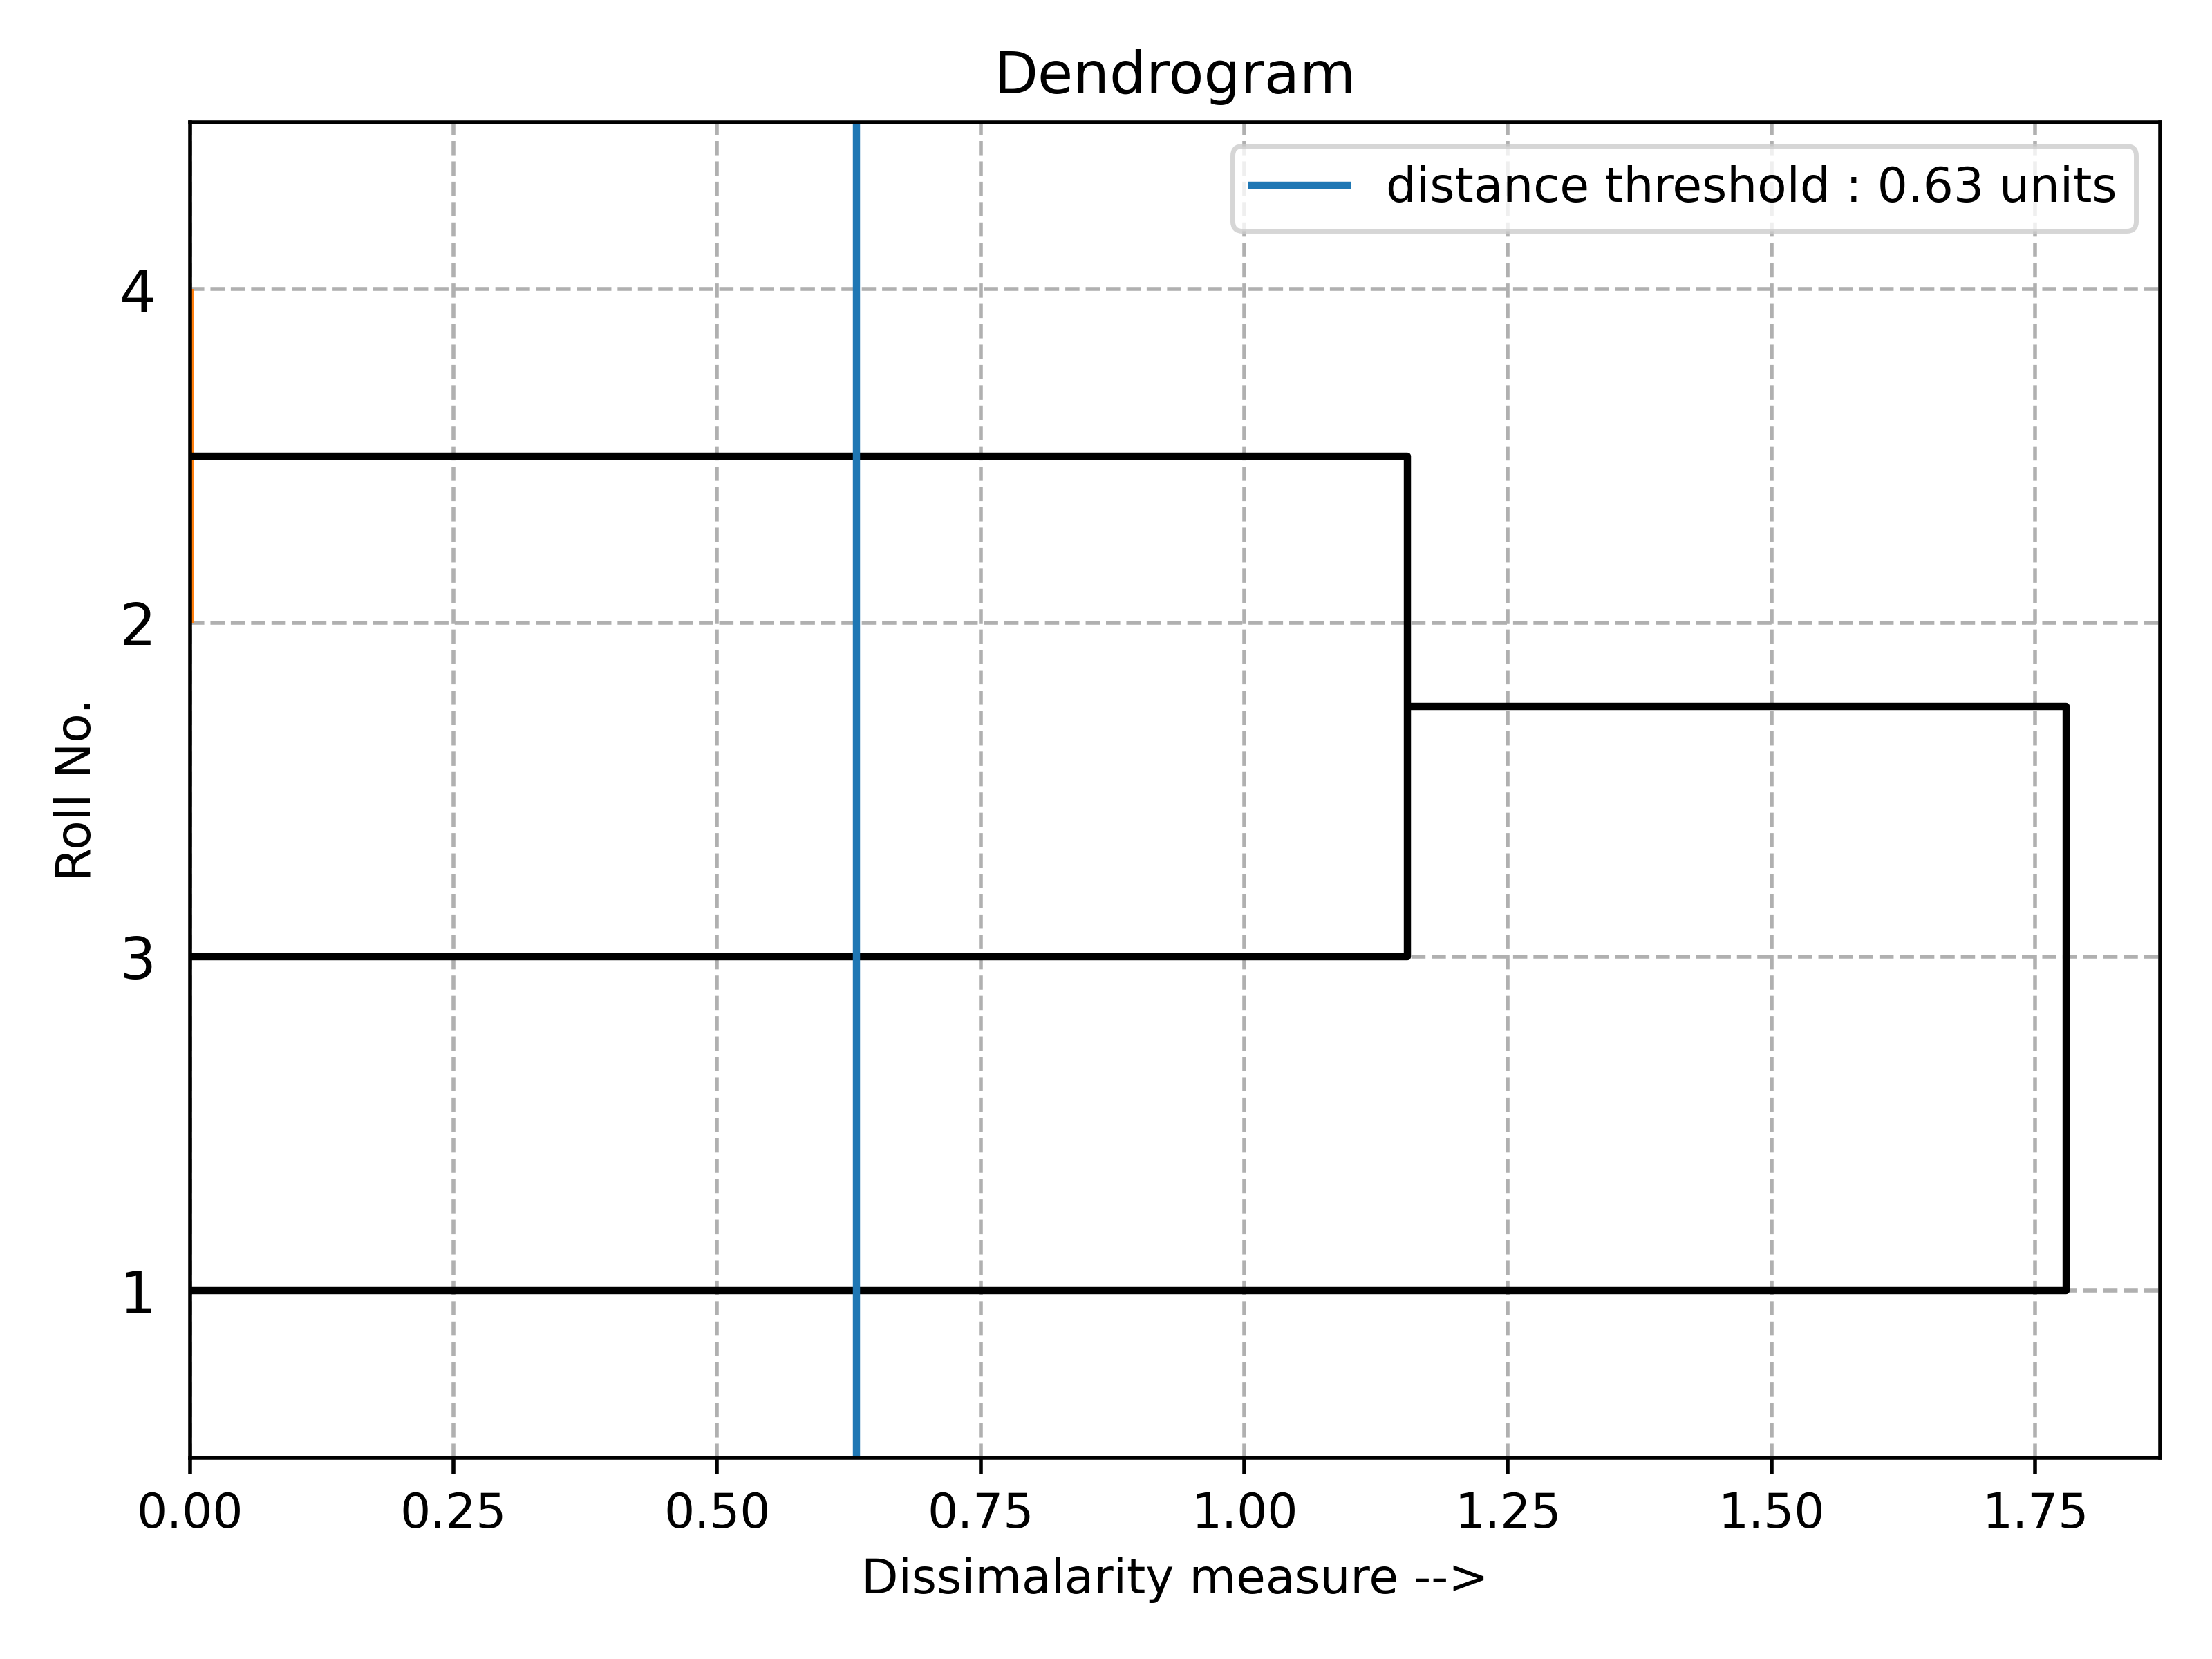 Dendrogram
distance threshold : 0.63 units
4
2
3
1
Roll No.
0.00 0.25 0.50 0.75 1.00 1.25 1.50 1.75
Dissimalarity measure -->